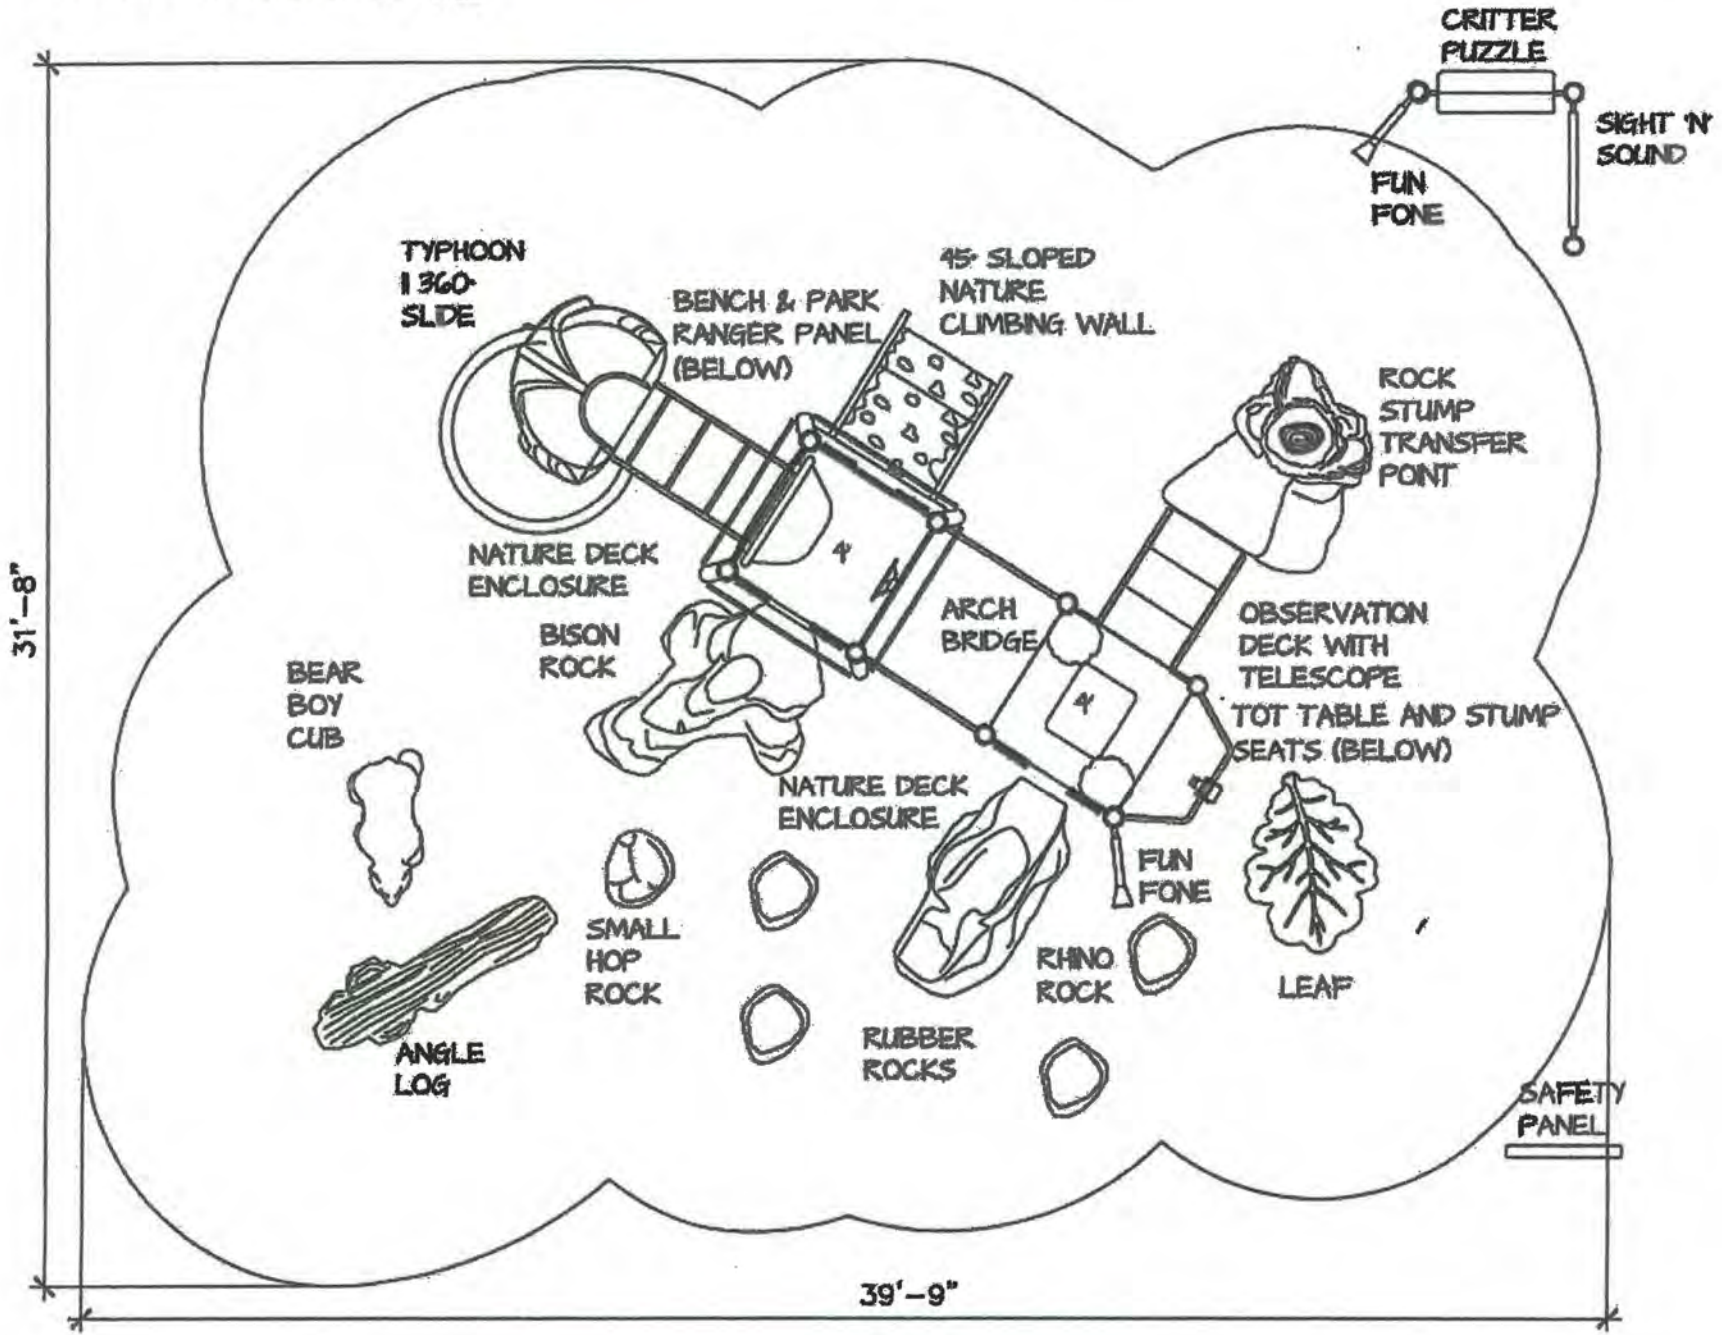 CRITTER
PUZZLE
SIGHT 'N'
SOUND
FUN
FONE
TYPHOON
II 360°
SLIDE
BENCH & PARK
RANGER PANEL
(BELOW)
45° SLOPED
NATURE
CLIMBING WALL
ROCK
STUMP
TRANSFER
POINT
NATURE DECK
ENCLOSURE
4'
ARCH
BRIDGE
OBSERVATION
DECK WITH
TELESCOPE
BISON
ROCK
BEAR
BOY
CUB
4'
TOT TABLE AND STUMP
SEATS (BELOW)
NATURE DECK
ENCLOSURE
FUN
FONE
SMALL
HOP
ROCK
RHINO
ROCK
LEAF
RUBBER
ROCKS
ANGLE
LOG
SAFETY
PANEL
31'-8"
39'-9"